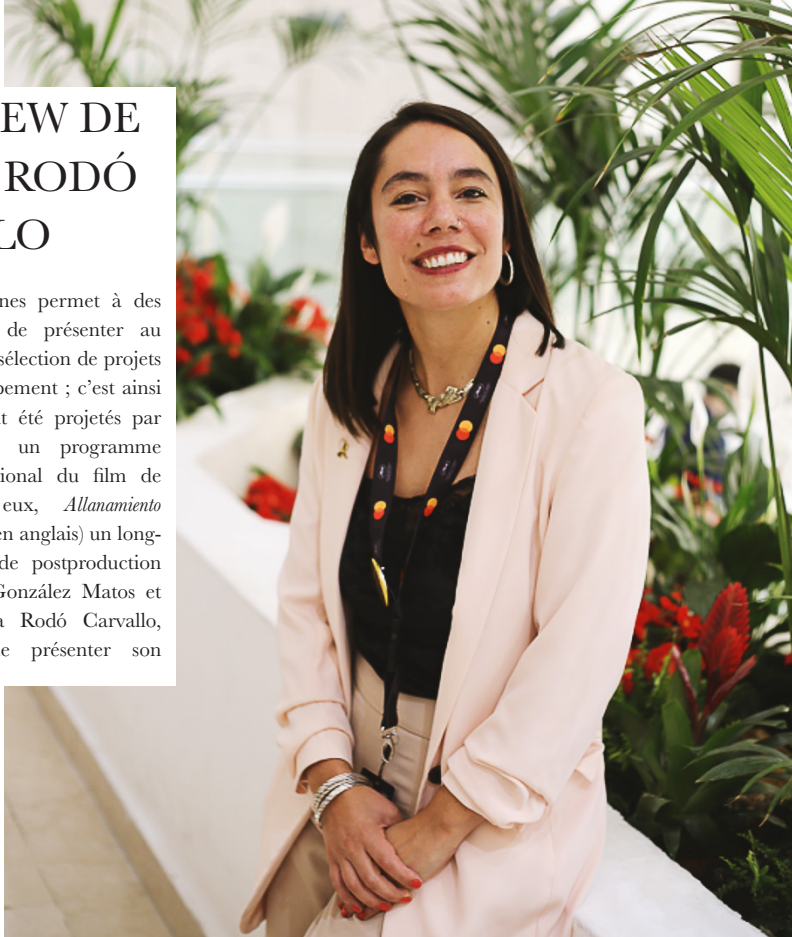 EW DE
RODÓ
LO
nes permet à des
de présenter au
sélection de projets
pement ; c'est ainsi
t été projetés par
un programme
ional du film de
eux, Allanamiento
en anglais) un long-
de postproduction
González Matos et
a Rodó Carvallo,
e présenter son